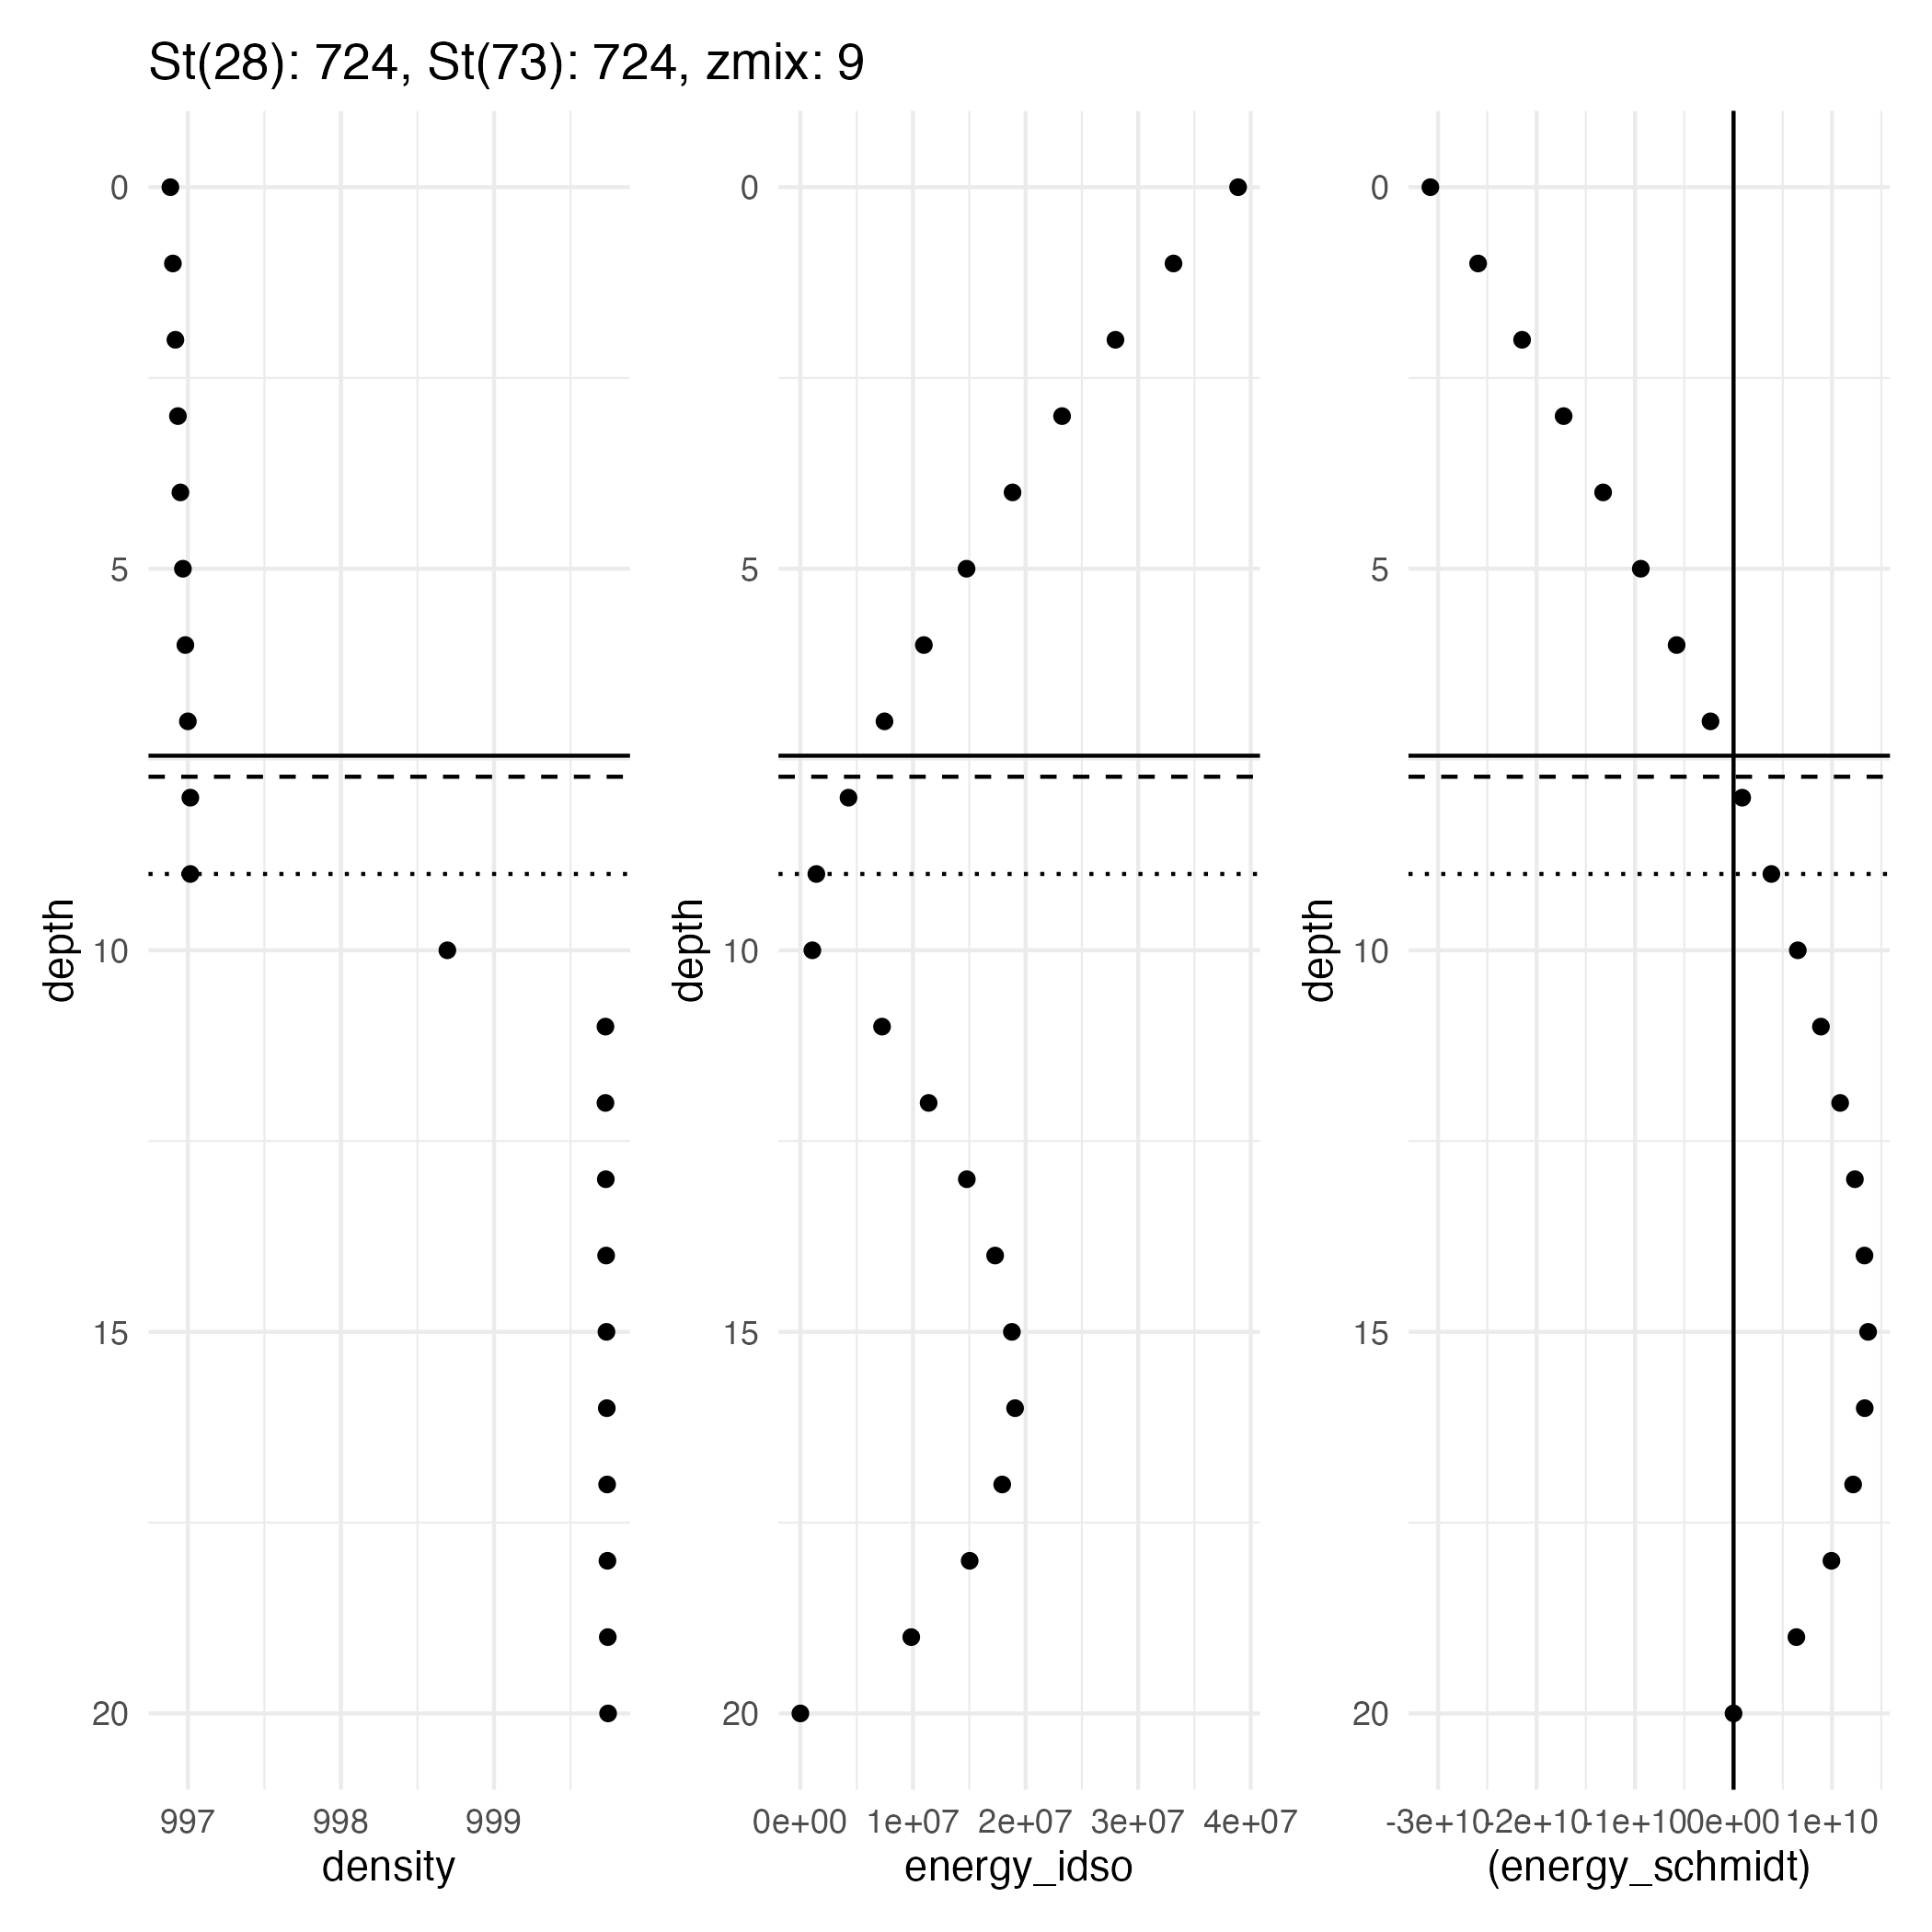 St(28): 724, St(73): 724, zmix: 9
0
5
10
15
20
depth
997 998 999
density
0
5
10
15
20
depth
0e+00 1e+07 2e+07 3e+07 4e+07
energy_idso
0
5
10
15
20
depth
-3e+10 -2e+10 -1e+10 0e+00 1e+10
(energy_schmidt)